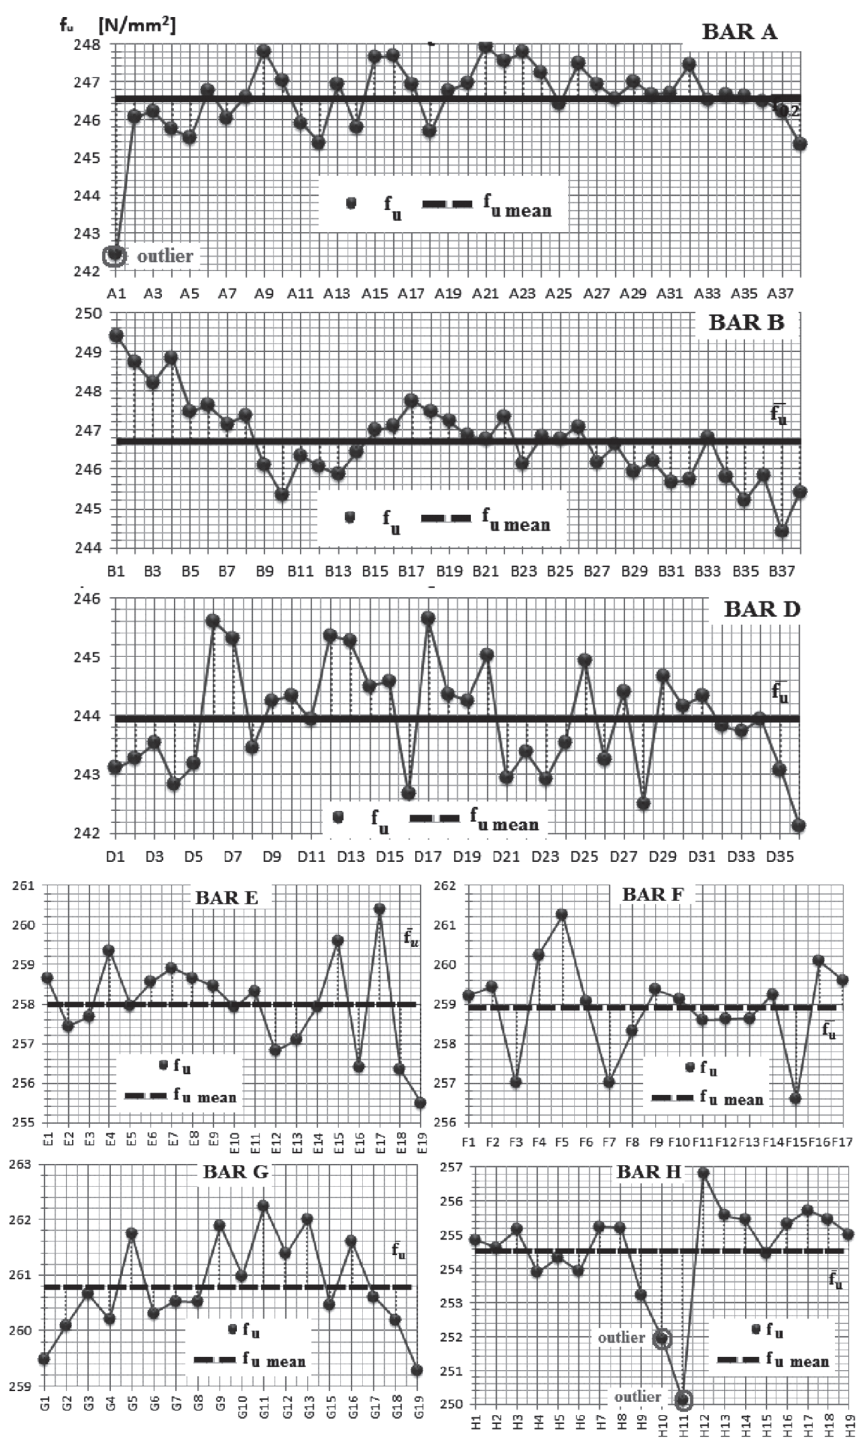 fᵤ [N/mm²]
BAR A
248
247
246
245
244
243
242
outlier
fᵤ fᵤ mean
A1 A3 A5 A7 A9 A11 A13 A15 A17 A19 A21 A23 A25 A27 A29 A31 A33 A35 A37
BAR B
250
249
248
247
246
245
244
f̅ᵤ
fᵤ fᵤ mean
B1 B3 B5 B7 B9 B11 B13 B15 B17 B19 B21 B23 B25 B27 B29 B31 B33 B35 B37
BAR D
246
245
244
243
242
f̅ᵤ
fᵤ fᵤ mean
D1 D3 D5 D7 D9 D11 D13 D15 D17 D19 D21 D23 D25 D27 D29 D31 D33 D35
BAR E
261
260
259
258
257
256
255
f̅ᵤ
fᵤ
fᵤ mean
E1 E2 E3 E4 E5 E6 E7 E8 E9 E10 E11 E12 E13 E14 E15 E16 E17 E18 E19
BAR F
262
261
260
259
258
257
256
f̅ᵤ
fᵤ
fᵤ mean
F1 F2 F3 F4 F5 F6 F7 F8 F9 F10 F11 F12 F13 F14 F15 F16 F17
BAR G
263
262
261
260
259
f̅ᵤ
fᵤ
fᵤ mean
G1 G2 G3 G4 G5 G6 G7 G8 G9 G10 G11 G12 G13 G14 G15 G16 G17 G18 G19
BAR H
257
256
255
254
253
252
251
250
f̅ᵤ
outlier
outlier
fᵤ
fᵤ mean
H1 H2 H3 H4 H5 H6 H7 H8 H9 H10 H11 H12 H13 H14 H15 H16 H17 H18 H19